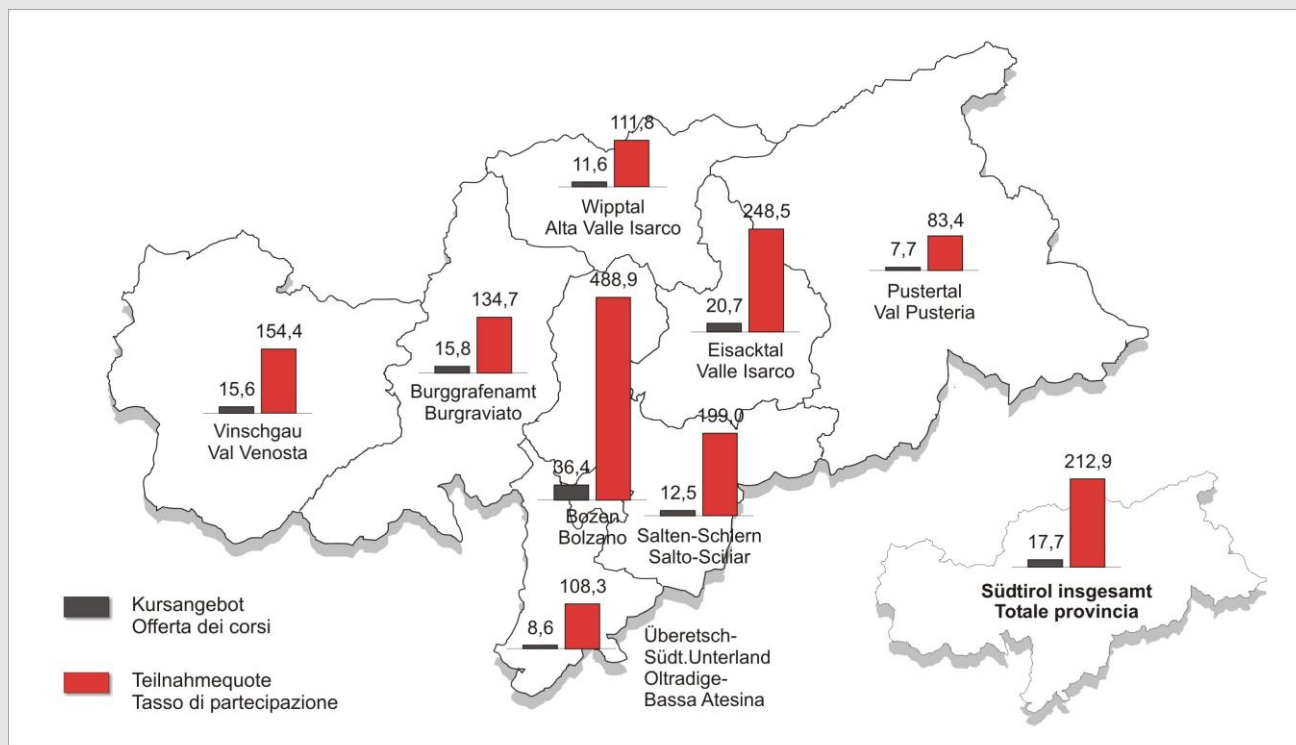 111,8
11,6
Wipptal
Alta Valle Isarco
248,5
20,7
Eisacktal
Valle Isarco
83,4
7,7
Pustertal
Val Pusteria
488,9
36,4
Bozen
Bolzano
134,7
15,8
Burggrafenamt
Burgraviato
154,4
15,6
Vinschgau
Val Venosta
199,0
12,5
Salten-Schlern
Salto-Sciliar
108,3
8,6
Überetsch-
Südt.Unterland
Oltradige-
Bassa Atesina
212,9
17,7
Südtirol insgesamt
Totale provincia
Kursangebot
Offerta dei corsi
Teilnahmequote
Tasso di partecipazione